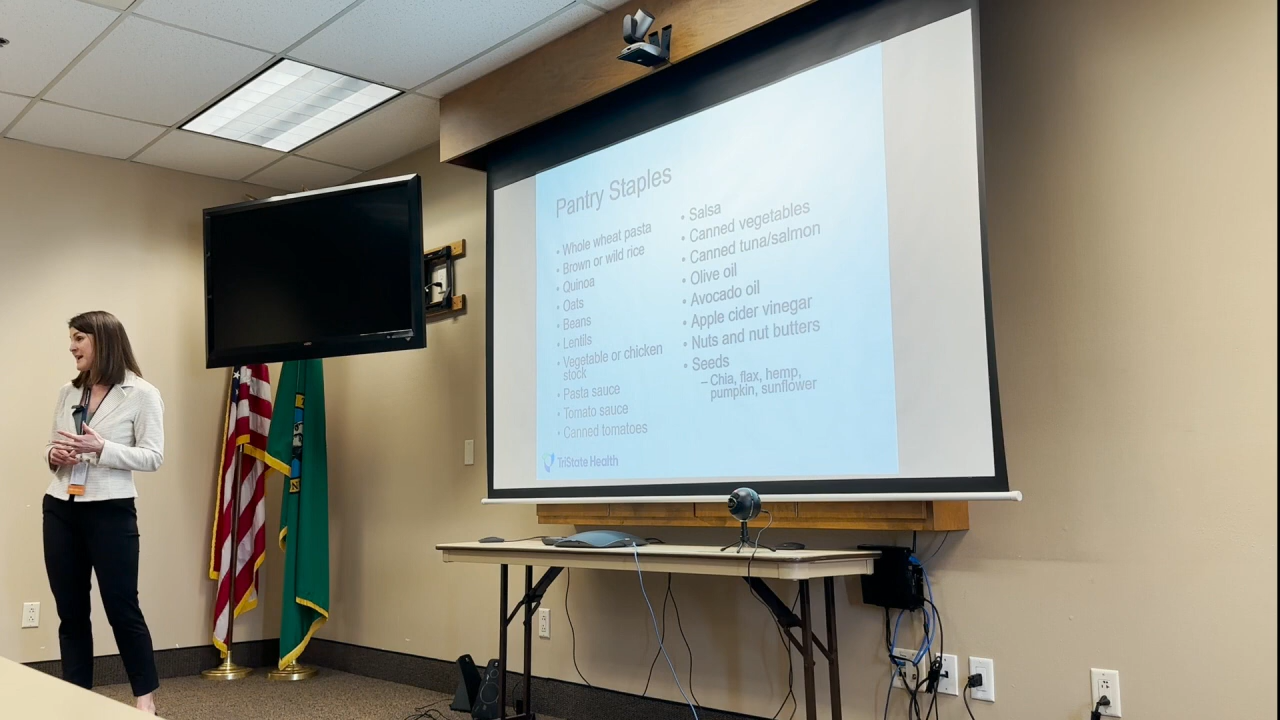 Pantry Staples
• Whole wheat pasta
• Brown or wild rice
• Quinoa
• Oats
• Beans
• Lentils
• Vegetable or chicken
stock
• Pasta sauce
• Tomato sauce
• Canned tomatoes
• Salsa
• Canned vegetables
• Canned tuna/salmon
• Olive oil
• Avocado oil
• Apple cider vinegar
• Nuts and nut butters
• Seeds
– Chia, flax, hemp,
pumpkin, sunflower
TriState Health